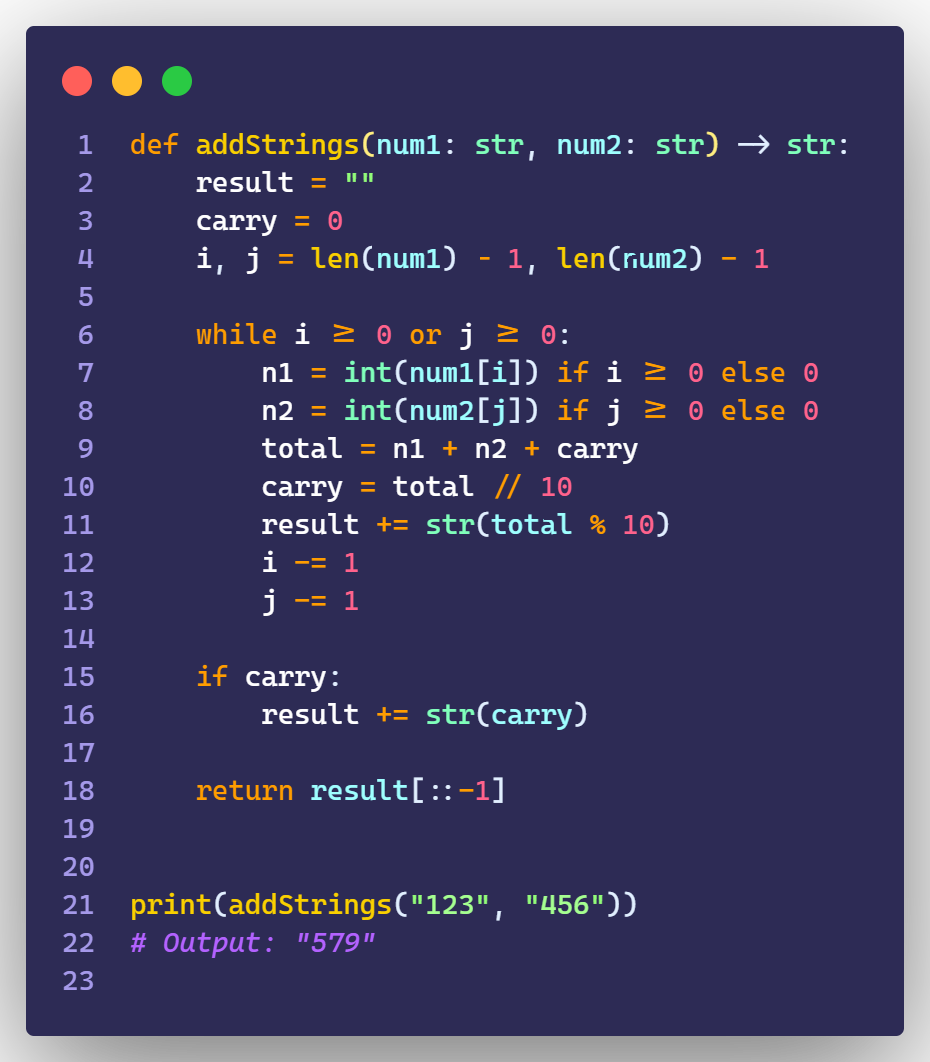 1 def addStrings(num1: str, num2: str) -> str:
2     result = ""
3     carry = 0
4     i, j = len(num1) - 1, len(num2) - 1
5
6     while i >= 0 or j >= 0:
7         n1 = int(num1[i]) if i >= 0 else 0
8         n2 = int(num2[j]) if j >= 0 else 0
9         total = n1 + n2 + carry
10         carry = total // 10
11         result += str(total % 10)
12         i -= 1
13         j -= 1
14
15     if carry:
16         result += str(carry)
17
18     return result[::-1]
19
20
21 print(addStrings("123", "456"))
22 # Output: "579"
23